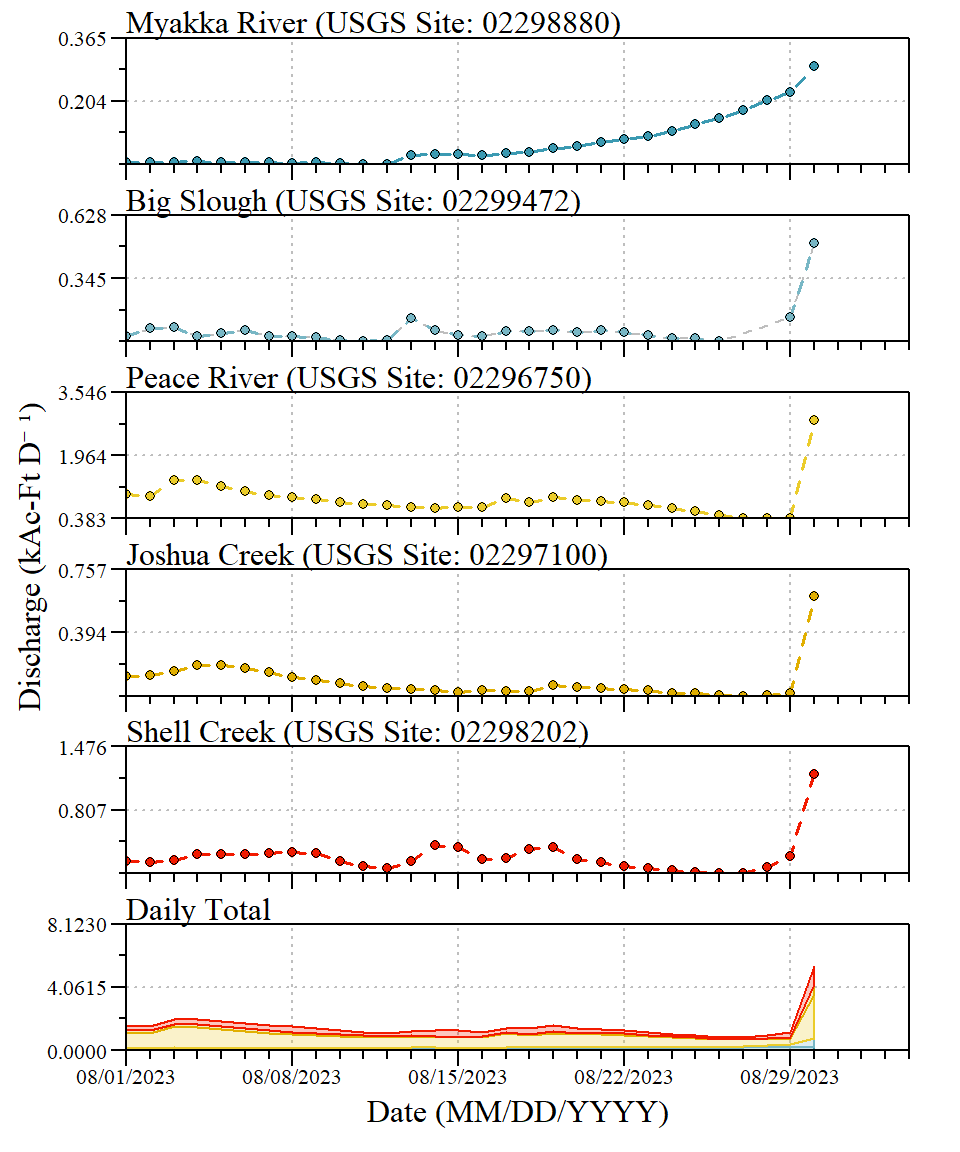 Myakka River (USGS Site: 02298880)
0.365
0.204
Big Slough (USGS Site: 02299472)
0.628
0.345
Peace River (USGS Site: 02296750)
3.546
1.964
0.383
Joshua Creek (USGS Site: 02297100)
0.757
0.394
Shell Creek (USGS Site: 02298202)
1.476
0.807
Daily Total
8.1230
4.0615
0.0000
Discharge (kAc-Ft D⁻¹)
08/01/2023 08/08/2023 08/15/2023 08/22/2023 08/29/2023
Date (MM/DD/YYYY)